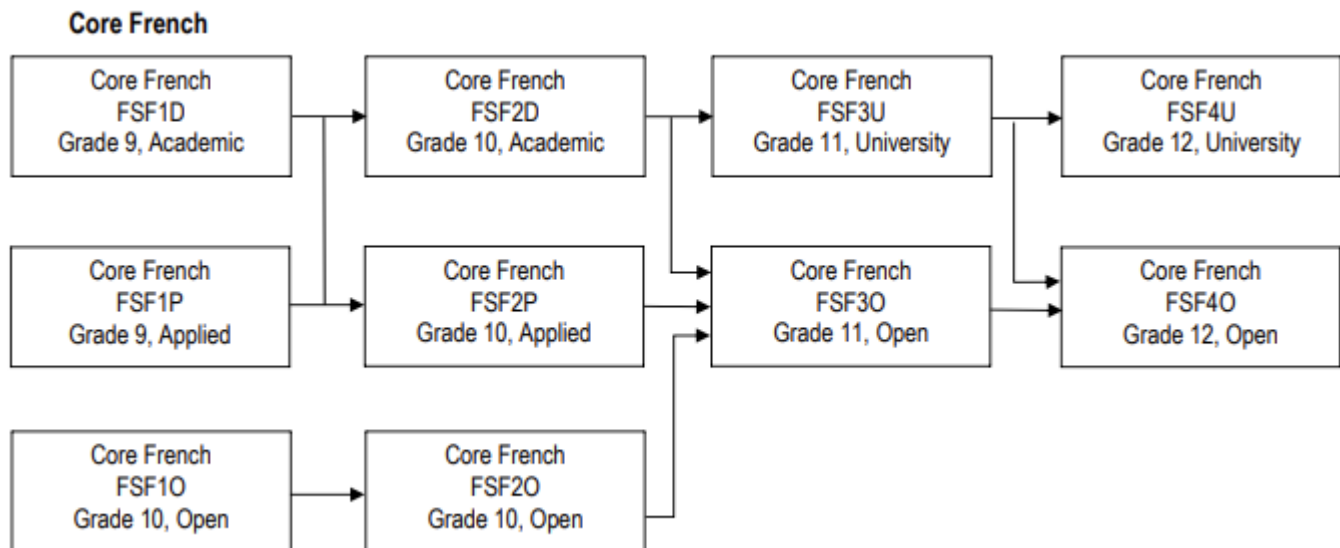 Core French
Core French
FSF1D
Grade 9, Academic
Core French
FSF2D
Grade 10, Academic
Core French
FSF3U
Grade 11, University
Core French
FSF4U
Grade 12, University
Core French
FSF1P
Grade 9, Applied
Core French
FSF2P
Grade 10, Applied
Core French
FSF3O
Grade 11, Open
Core French
FSF4O
Grade 12, Open
Core French
FSF1O
Grade 10, Open
Core French
FSF2O
Grade 10, Open